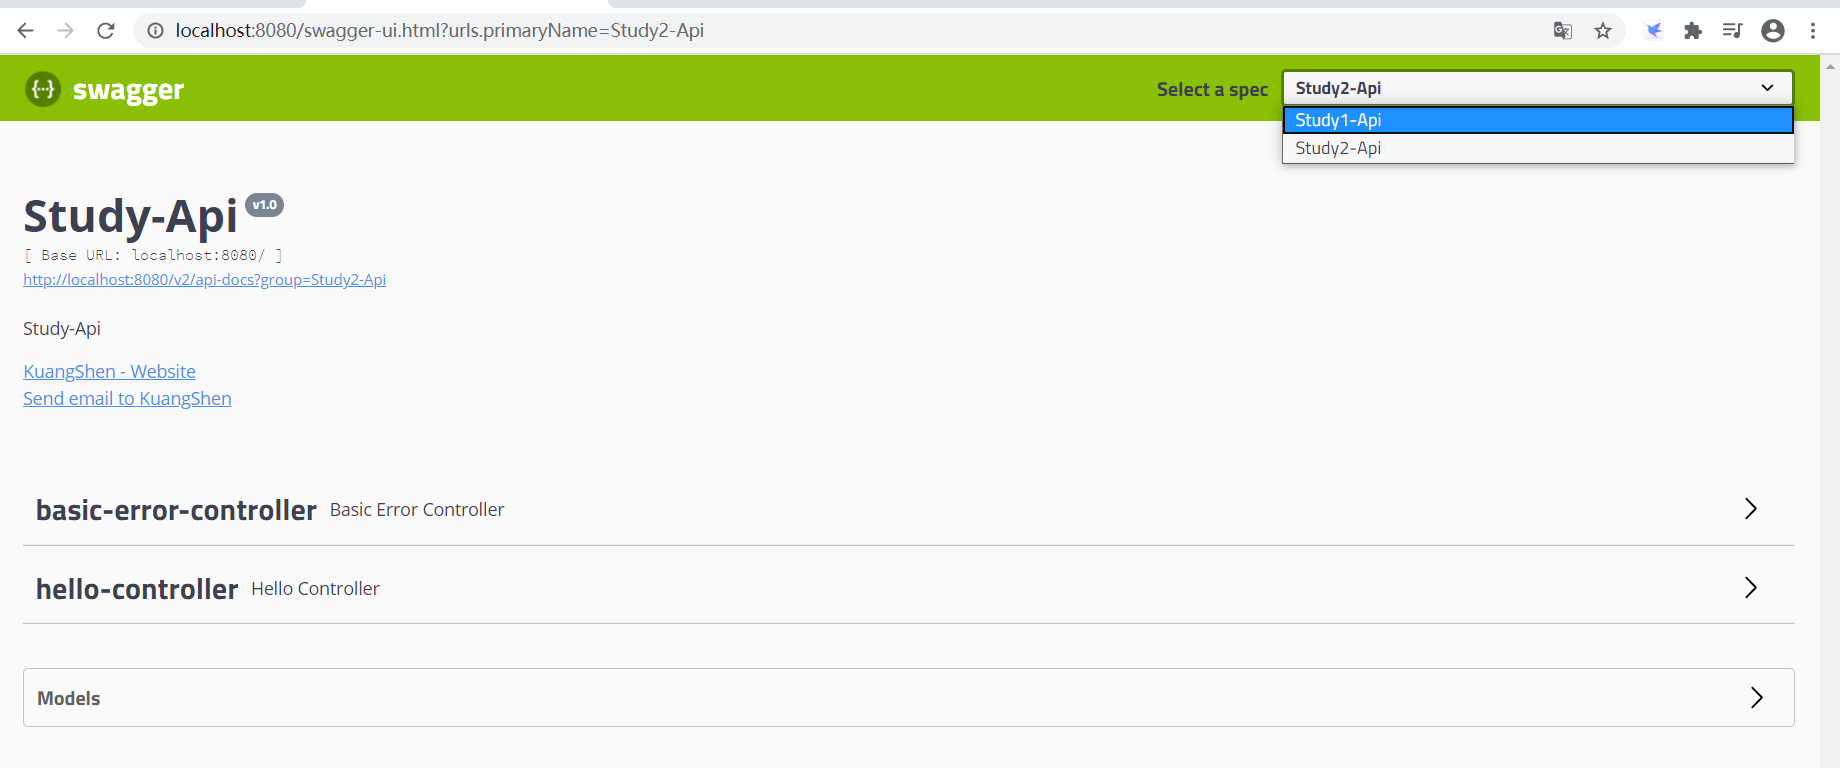 localhost:8080/swagger-ui.html?urls.primaryName=Study2-Api
swagger
Select a spec
Study2-Api
Study1-Api
Study2-Api
Study-Api v1.0
[ Base URL: localhost:8080/ ]
http://localhost:8080/v2/api-docs?group=Study2-Api
Study-Api
KuangShen - Website
Send email to KuangShen
basic-error-controller Basic Error Controller
hello-controller Hello Controller
Models